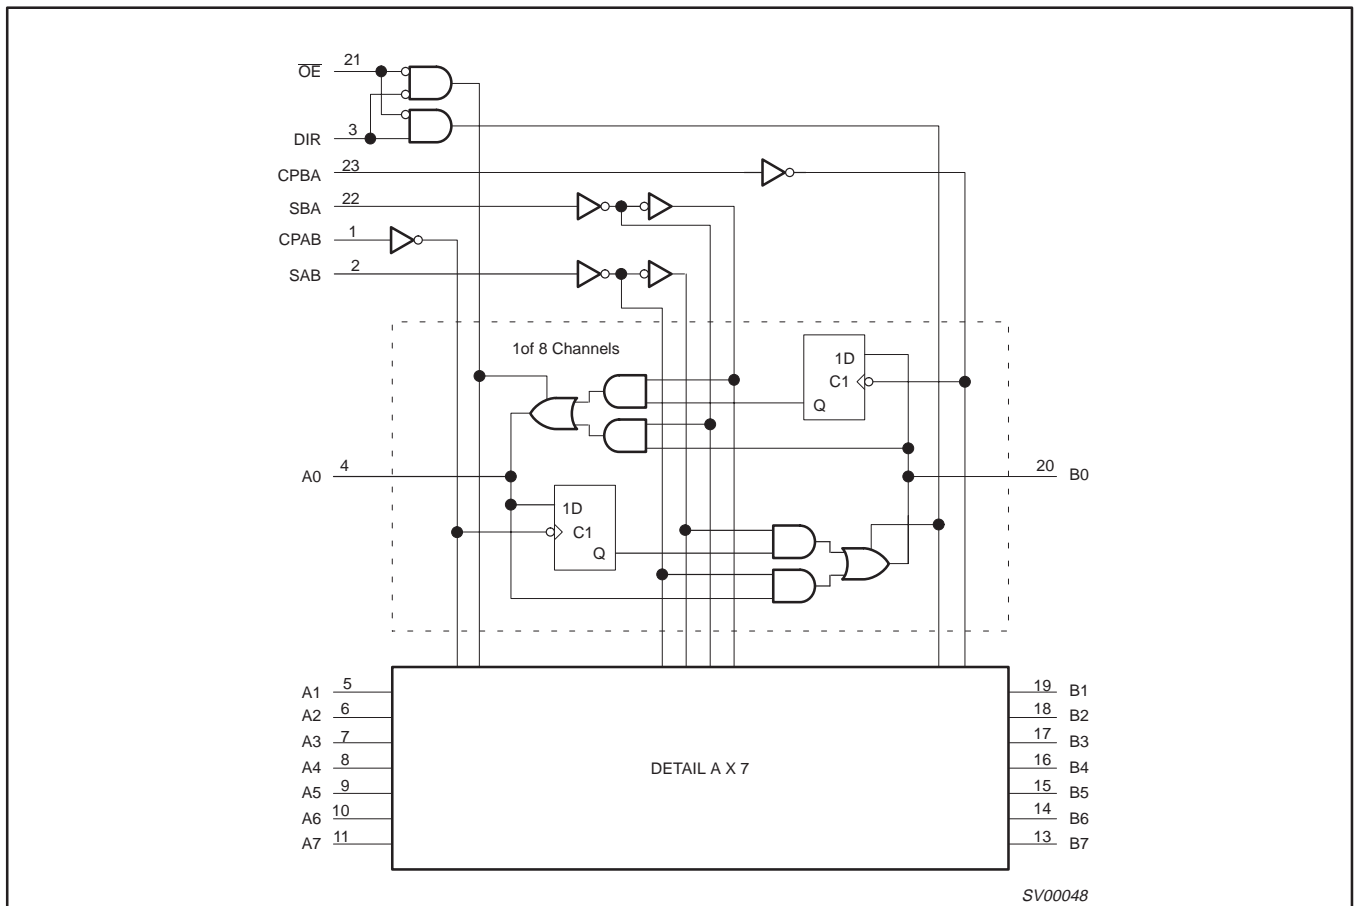 OE 21
DIR 3
CPBA 23
SBA 22
CPAB 1
SAB 2
1of 8 Channels
1D
C1
Q
A0 4
20 B0
1D
C1
Q
A1 5
A2 6
A3 7
A4 8
A5 9
A6 10
A7 11
DETAIL A X 7
19 B1
18 B2
17 B3
16 B4
15 B5
14 B6
13 B7
SV00048